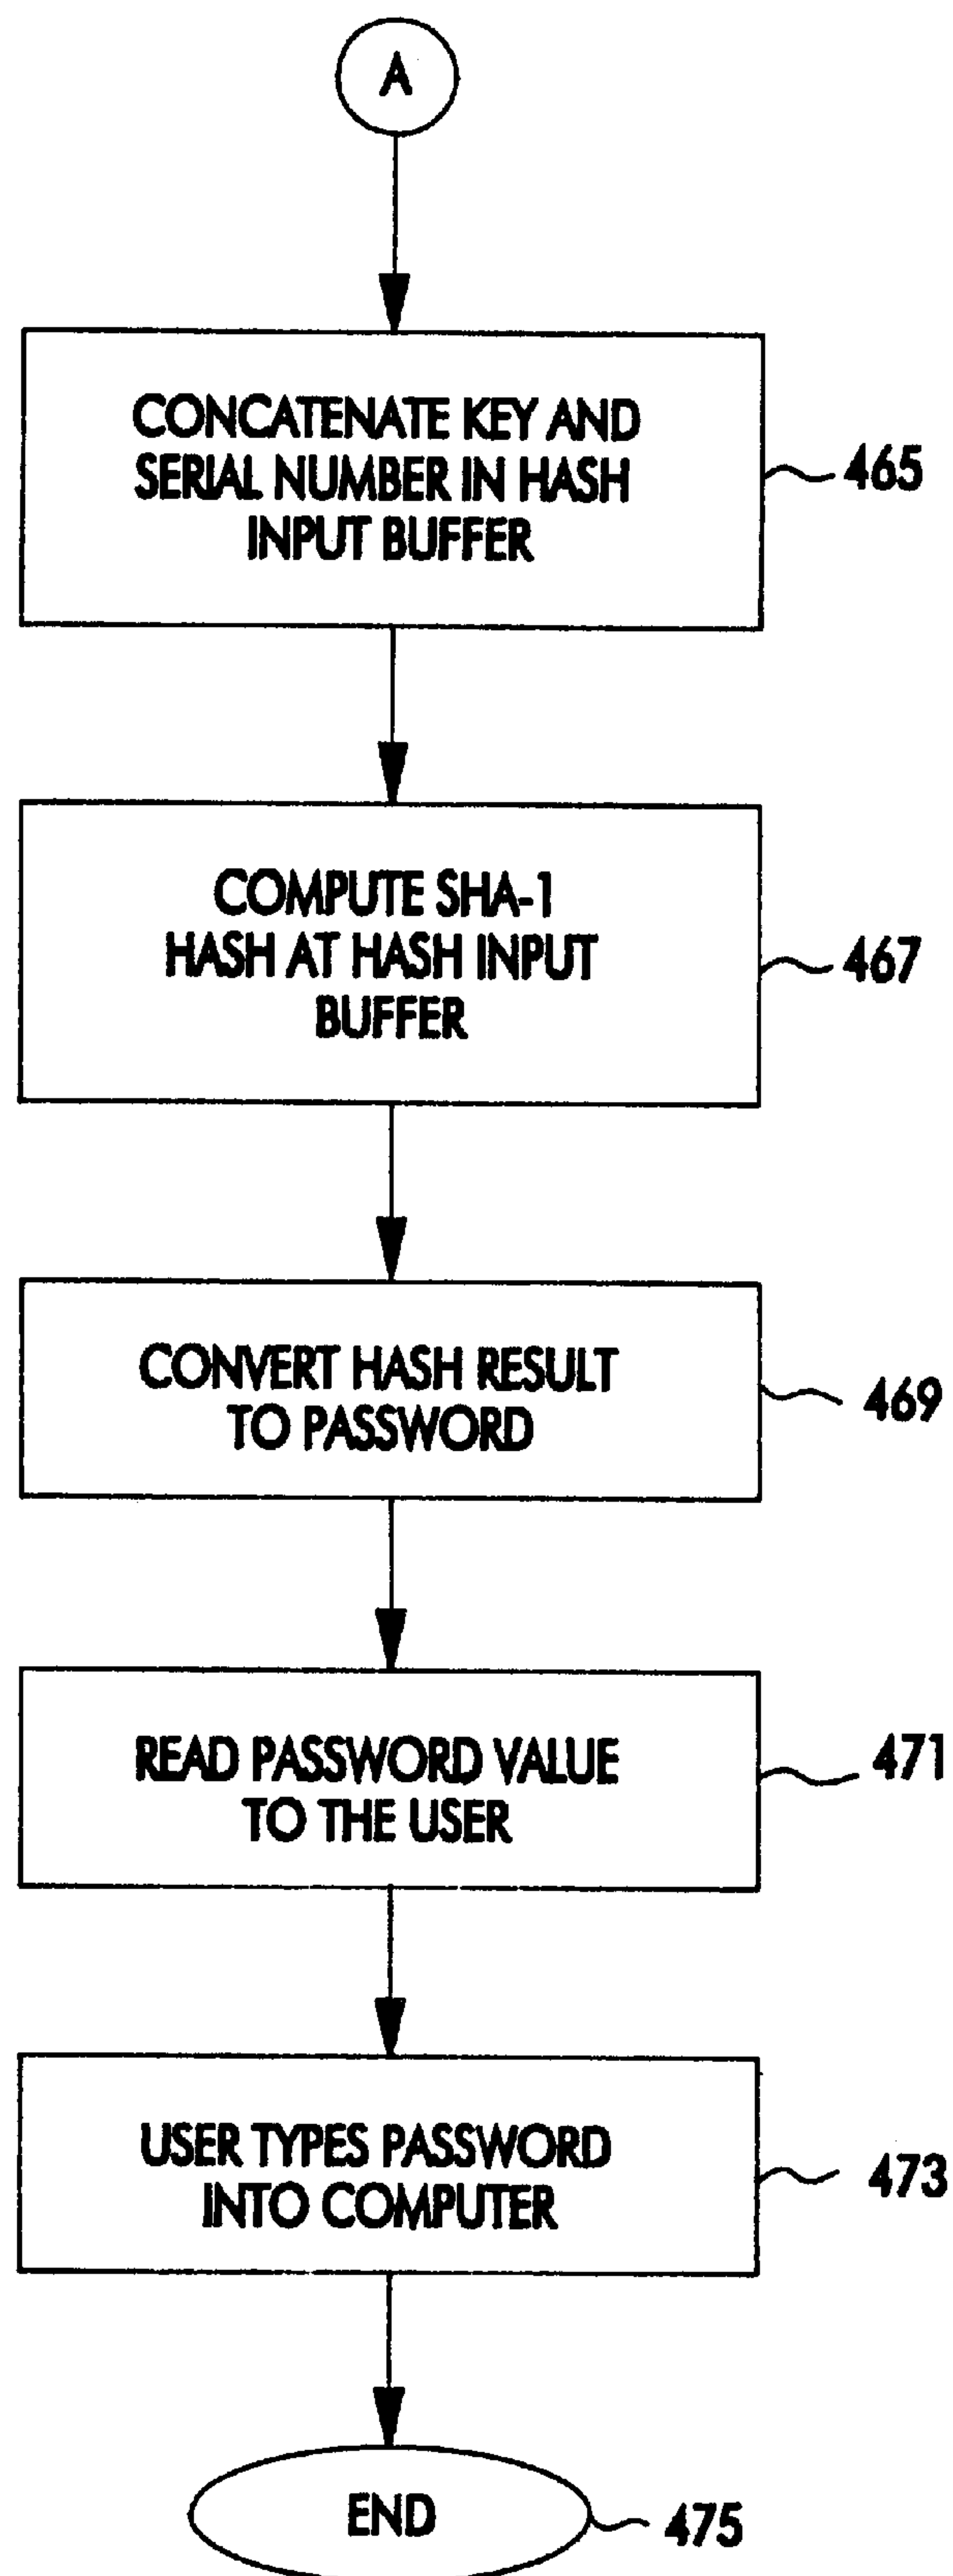 A
CONCATENATE KEY AND
SERIAL NUMBER IN HASH
INPUT BUFFER
465
COMPUTE SHA-1
HASH AT HASH INPUT
BUFFER
467
CONVERT HASH RESULT
TO PASSWORD
469
READ PASSWORD VALUE
TO THE USER
471
USER TYPES PASSWORD
INTO COMPUTER
473
END
475